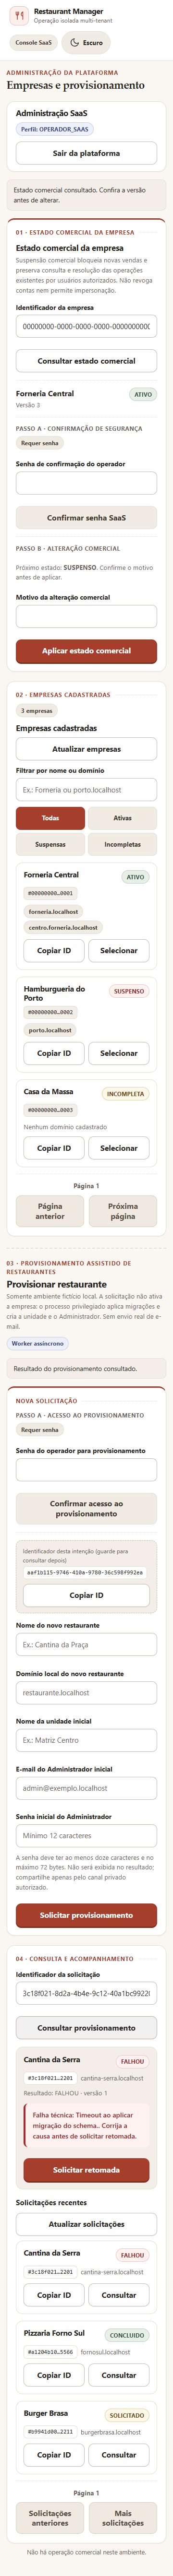 Restaurant Manager
Operação isolada multi-tenant
Console SaaS
Escuro
ADMINISTRAÇÃO DA PLATAFORMA
Empresas e provisionamento
Administração SaaS
Perfil: OPERADOR_SAAS
Sair da plataforma
Estado comercial consultado. Confira a versão
antes de alterar.
01 · ESTADO COMERCIAL DA EMPRESA
Estado comercial da empresa
Suspensão comercial bloqueia novas vendas e
preserva consulta e resolução das operações
existentes por usuários autorizados. Não revoga
contas nem permite impersonação.
Identificador da empresa
Consultar estado comercial
Forneria Central
ATIVO
Versão 3
PASSO A · CONFIRMAÇÃO DE SEGURANÇA
Requer senha
Senha de confirmação do operador
Confirmar senha SaaS
PASSO B · ALTERAÇÃO COMERCIAL
Próximo estado: SUSPENSO. Confirme o motivo
antes de aplicar.
Motivo da alteração comercial
Aplicar estado comercial
02 · EMPRESAS CADASTRADAS
3 empresas
Empresas cadastradas
Atualizar empresas
Filtrar por nome ou domínio
Ex.: Forneria ou porto.localhost
Todas
Ativas
Suspensas
Incompletas
Forneria Central
ATIVO
#00000000…0001
forneria.localhost
centro.forneria.localhost
Copiar ID
Selecionar
Hamburgueria do
Porto
SUSPENSO
#00000000…0002
porto.localhost
Copiar ID
Selecionar
Casa da Massa
INCOMPLETA
#00000000…0003
Nenhum domínio cadastrado
Copiar ID
Selecionar
Página 1
Página
anterior
Próxima
página
03 · PROVISIONAMENTO ASSISTIDO DE
RESTAURANTES
Provisionar restaurante
Somente ambiente fictício local. A solicitação não ativa
a empresa: o processo privilegiado aplica migrações e
cria a unidade e o Administrador. Sem envio real de e-
mail.
Worker assíncrono
Resultado do provisionamento consultado.
NOVA SOLICITAÇÃO
PASSO A · ACESSO AO PROVISIONAMENTO
Requer senha
Senha do operador para provisionamento
Confirmar acesso ao
provisionamento
Identificador desta intenção (guarde para
consultar depois)
Copiar ID
Nome do novo restaurante
Ex.: Cantina da Praça
Domínio local do novo restaurante
restaurante.localhost
Nome da unidade inicial
Ex.: Matriz Centro
E-mail do Administrador inicial
admin@exemplo.localhost
Senha inicial do Administrador
Mínimo 12 caracteres
A senha deve ter ao menos doze caracteres e no
máximo 72 bytes. Não será exibida no resultado;
compartilhe apenas pelo canal privado
autorizado.
Solicitar provisionamento
04 · CONSULTA E ACOMPANHAMENTO
Identificador da solicitação
Consultar provisionamento
Cantina da Serra
FALHOU
#3c18f021…2201
cantina-serra.localhost
Resultado: FALHOU · versão 1
Falha técnica: Timeout ao aplicar
migração do schema.. Corrija a
causa antes de solicitar retomada.
Solicitar retomada
Solicitações recentes
Atualizar solicitações
Cantina da Serra
FALHOU
#3c18f021…2201
cantina-serra.localhost
Copiar ID
Consultar
Pizzaria Forno Sul
CONCLUIDO
#a1204b10…5566
fornosul.localhost
Copiar ID
Consultar
Burger Brasa
SOLICITADO
#b9941d00…2211
burgerbrasa.localhost
Copiar ID
Consultar
Página 1
Solicitações
anteriores
Mais
solicitações
Não há operação comercial neste ambiente.